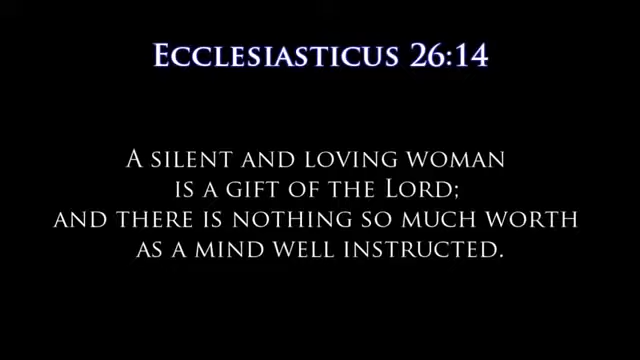 Ecclesiasticus 26:14
A silent and loving woman
is a gift of the Lord;
and there is nothing so much worth
as a mind well instructed.